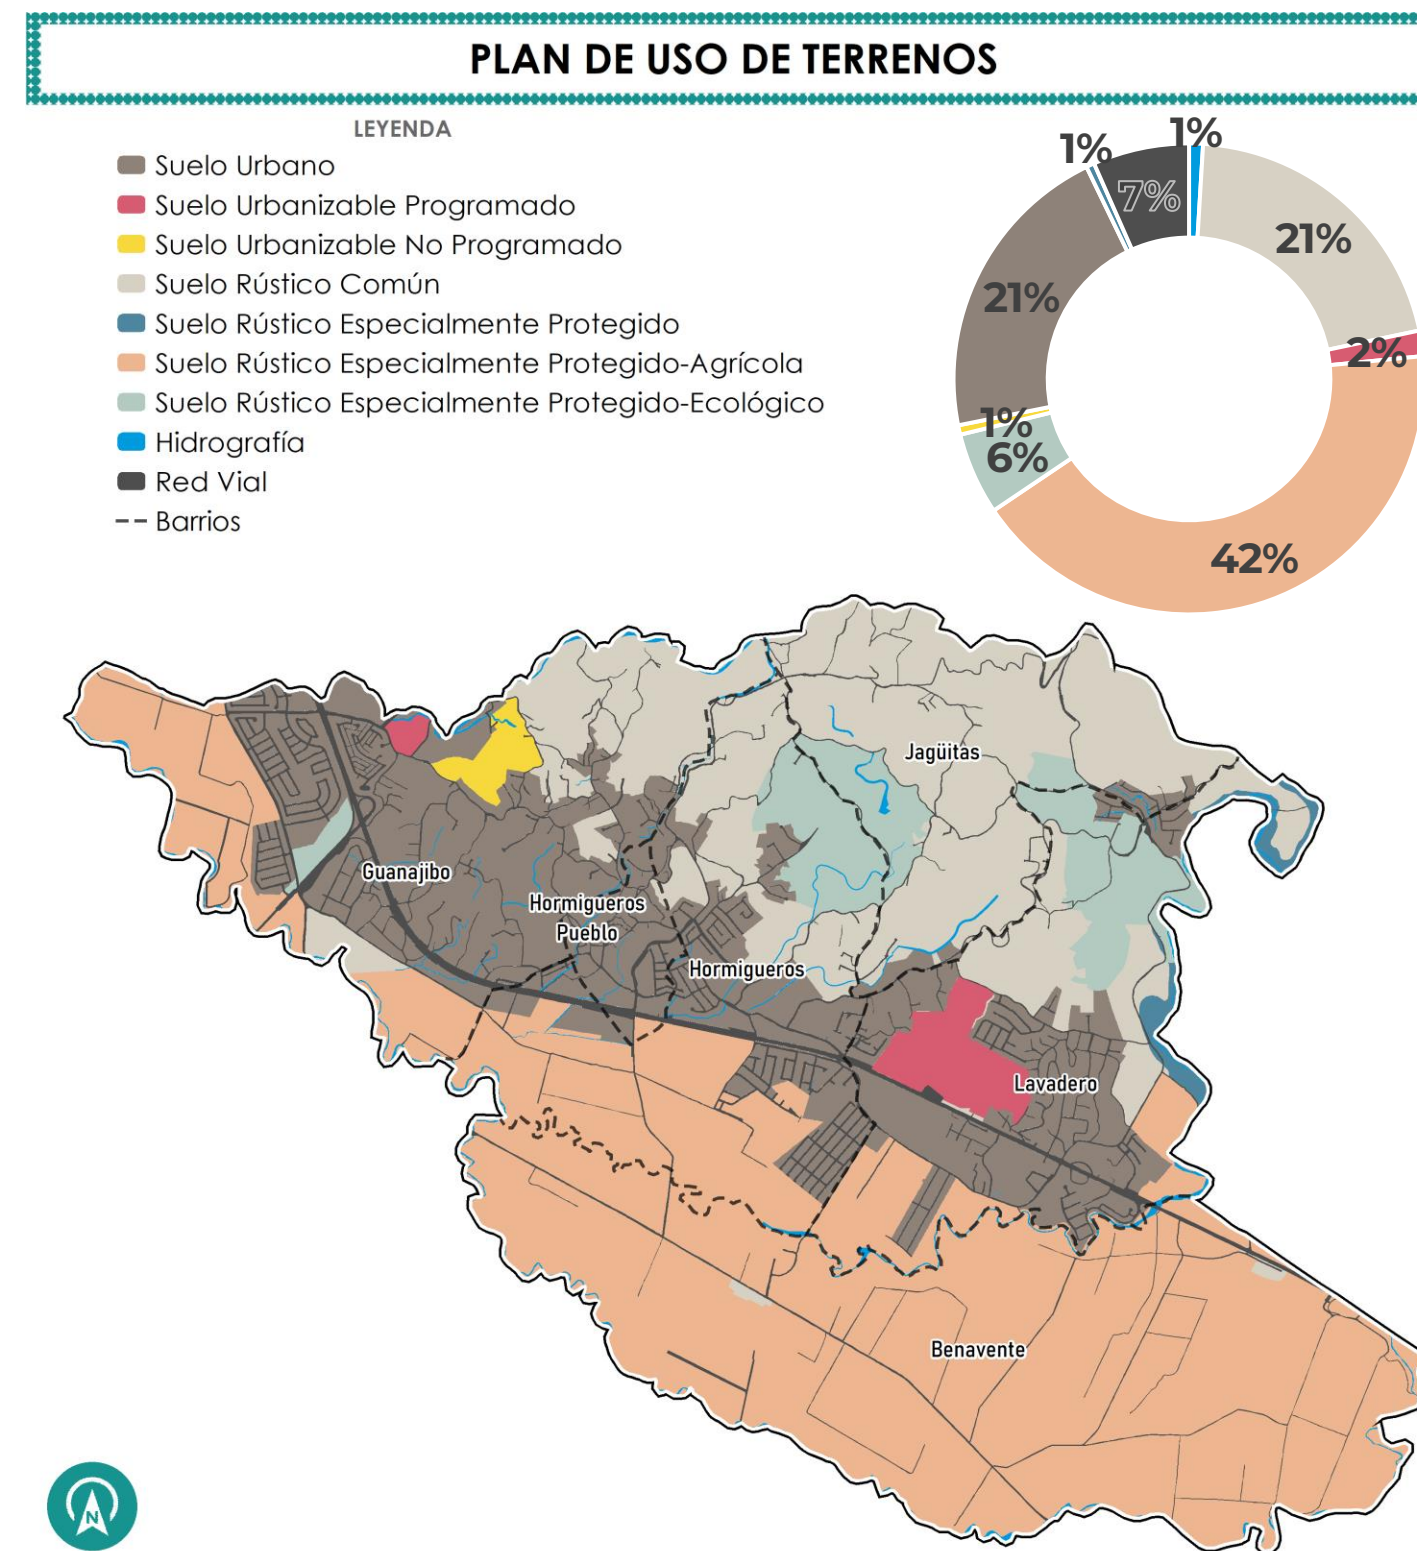 PLAN DE USO DE TERRENOS
LEYENDA
Suelo Urbano
Suelo Urbanizable Programado
Suelo Urbanizable No Programado
Suelo Rústico Común
Suelo Rústico Especialmente Protegido
Suelo Rústico Especialmente Protegido-Agrícola
Suelo Rústico Especialmente Protegido-Ecológico
Hidrografía
Red Vial
Barrios
1%
1%
7%
21%
21%
2%
1%
6%
42%
Jagüitas
Guanajibo
Hormigueros
Pueblo
Hormigueros
Lavadero
Benavente
N